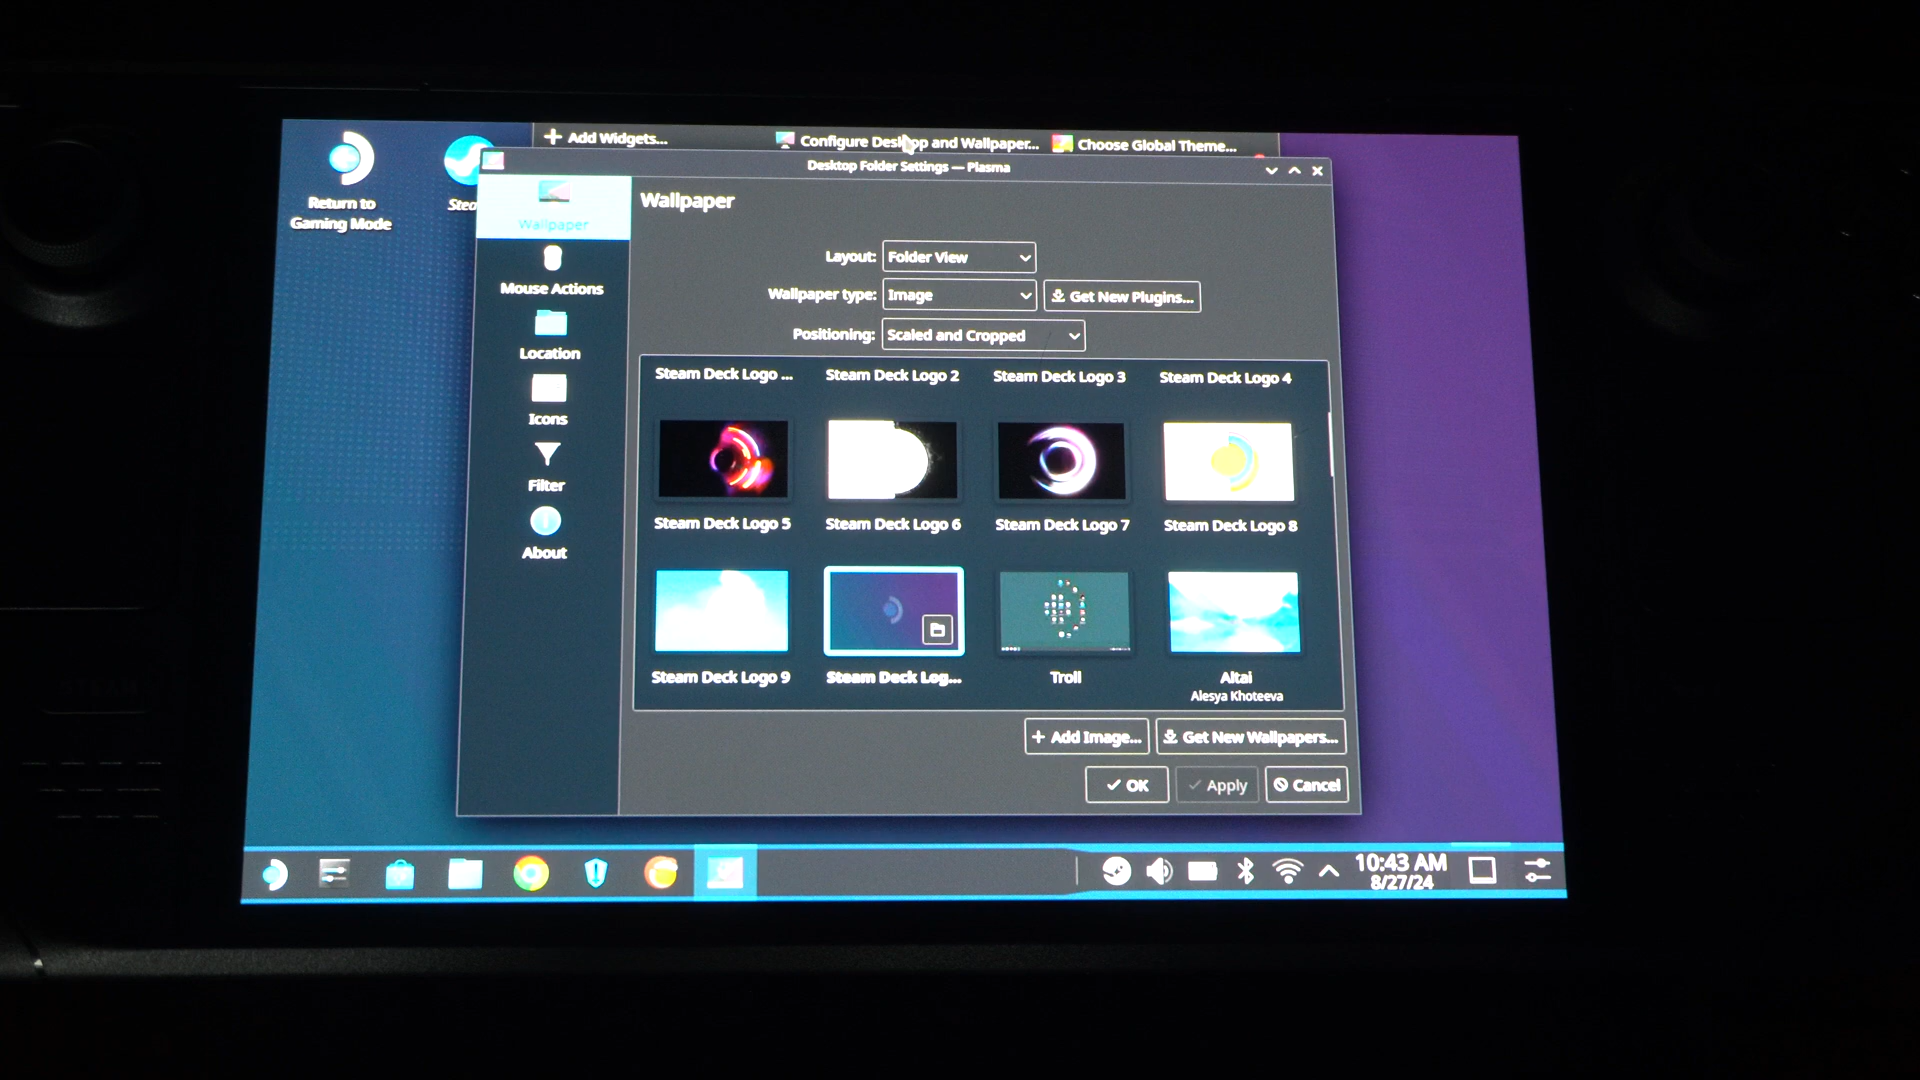 Add Widgets...
Configure Desktop and Wallpaper...
Choose Global Theme...
Desktop Folder Settings — Plasma
Return to
Gaming Mode
Wallpaper
Mouse Actions
Location
Icons
Filter
About
Wallpaper
Layout:
Folder View
Wallpaper type:
Image
Get New Plugins...
Positioning:
Scaled and Cropped
Steam Deck Logo ...
Steam Deck Logo 2
Steam Deck Logo 3
Steam Deck Logo 4
Steam Deck Logo 5
Steam Deck Logo 6
Steam Deck Logo 7
Steam Deck Logo 8
Steam Deck Logo 9
Steam Deck Log...
Troll
Altai
Alesya Khoteeva
Add Image...
Get New Wallpapers...
OK
Apply
Cancel
10:43 AM
8/27/24